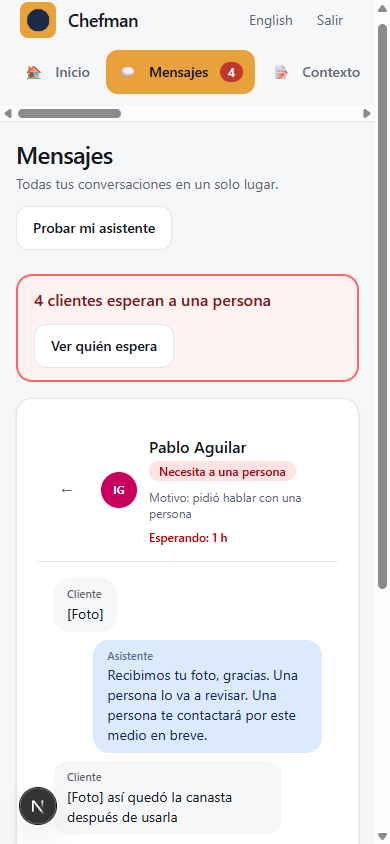 Chefman
English
Salir
Inicio
Mensajes
4
Contexto
Mensajes
Todas tus conversaciones en un solo lugar.
Probar mi asistente
4 clientes esperan a una persona
Ver quién espera
Pablo Aguilar
Necesita a una persona
←
IG
Motivo: pidió hablar con una
persona
Esperando: 1 h
Cliente
[Foto]
Asistente
Recibimos tu foto, gracias. Una
persona lo va a revisar. Una
persona te contactará por este
medio en breve.
Cliente
[Foto] así quedó la canasta
después de usarla
N